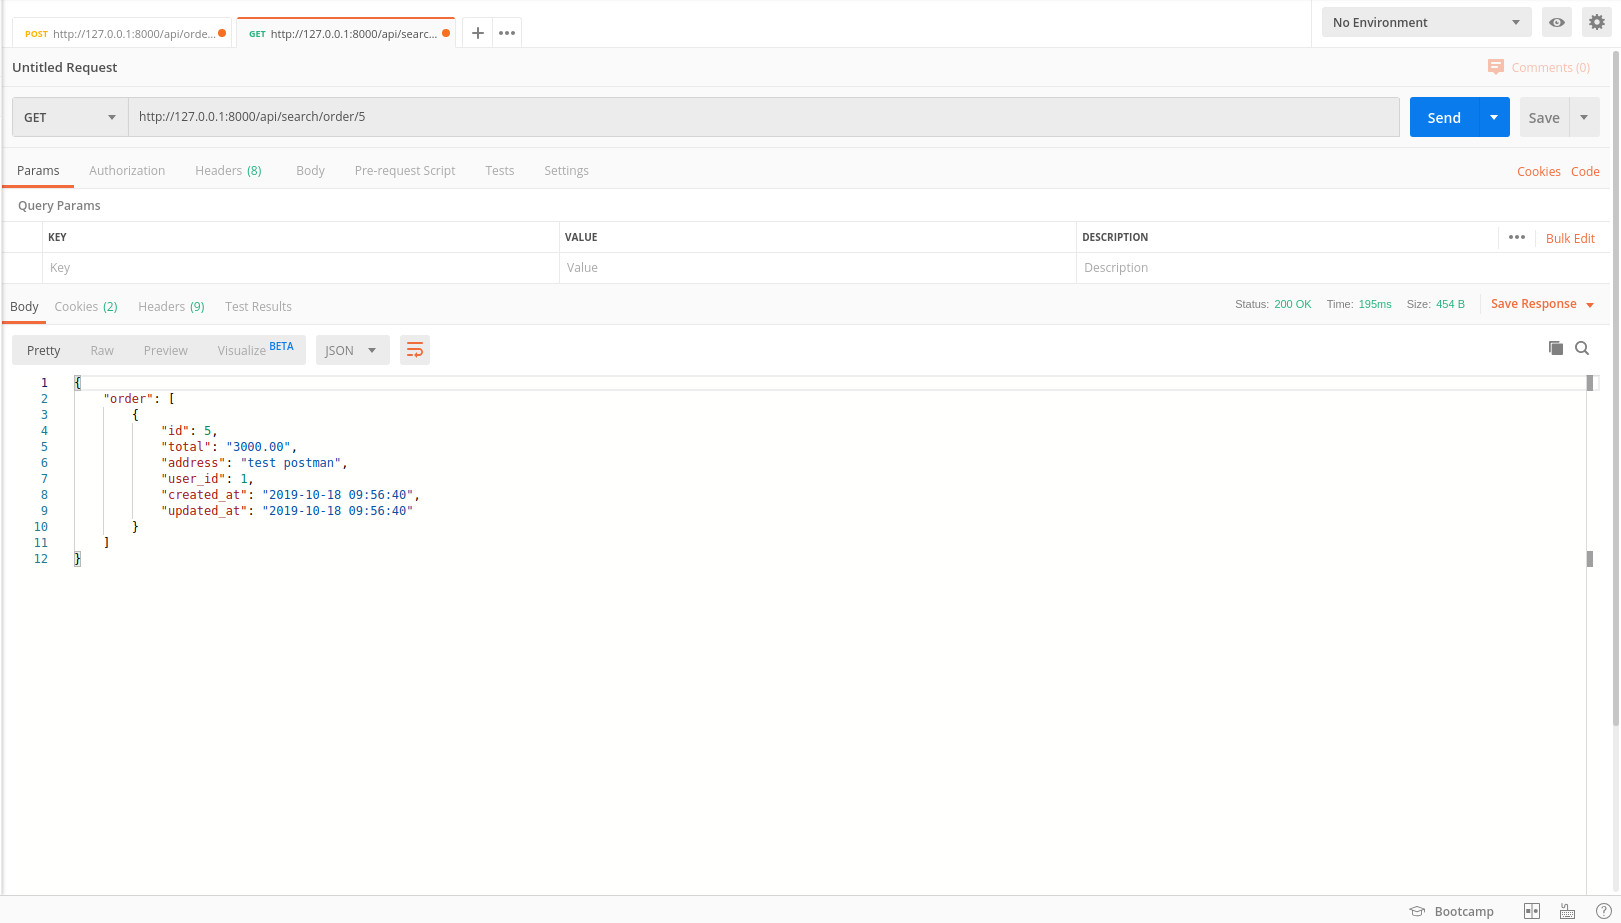 POST http://127.0.0.1:8000/api/orde... GET http://127.0.0.1:8000/api/searc... No Environment
Untitled Request Comments (0)
GET http://127.0.0.1:8000/api/search/order/5 Send Save
Params Authorization Headers (8) Body Pre-request Script Tests Settings Cookies Code
Query Params
KEY VALUE DESCRIPTION Bulk Edit
Key Value Description
Body Cookies (2) Headers (9) Test Results Status: 200 OK Time: 195ms Size: 454 B Save Response
Pretty Raw Preview Visualize BETA JSON
1 {
2 "order": [
3 {
4 "id": 5,
5 "total": "3000.00",
6 "address": "test postman",
7 "user_id": 1,
8 "created_at": "2019-10-18 09:56:40",
9 "updated_at": "2019-10-18 09:56:40"
10 }
11 ]
12 }
Bootcamp